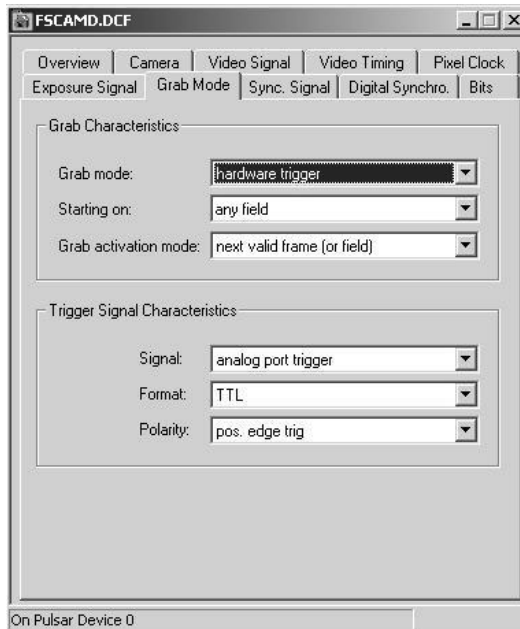 FSCAMD.DCF
Overview Camera Video Signal Video Timing Pixel Clock
Exposure Signal Grab Mode Sync. Signal Digital Synchro. Bits
Grab Characteristics
Grab mode: hardware trigger
Starting on: any field
Grab activation mode: next valid frame (or field)
Trigger Signal Characteristics
Signal: analog port trigger
Format: TTL
Polarity: pos. edge trig
On Pulsar Device 0